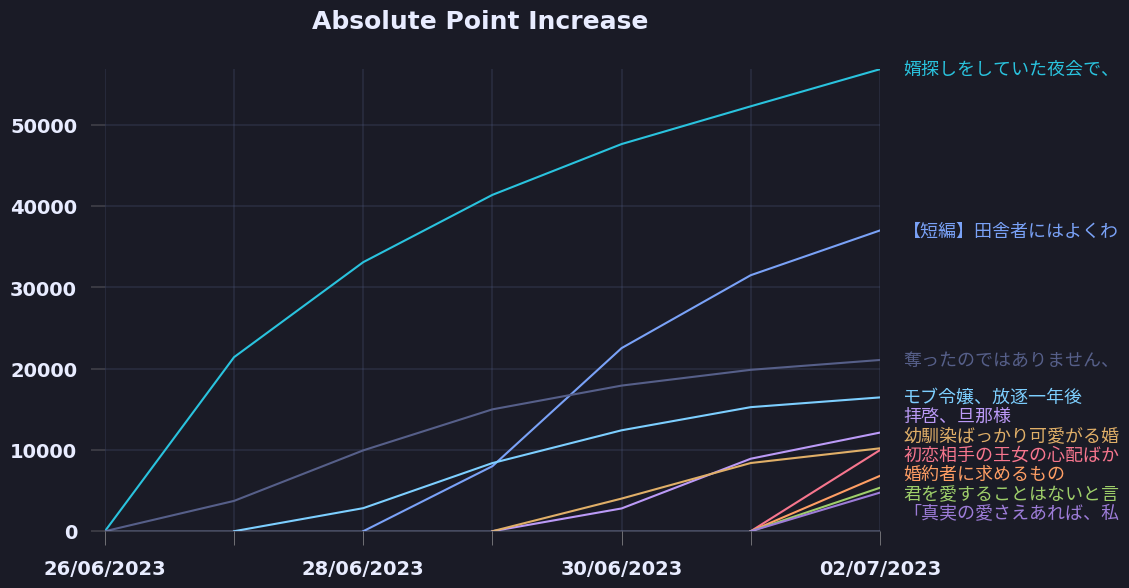 Absolute Point Increase
50000
40000
30000
20000
10000
0
26/06/2023
28/06/2023
30/06/2023
02/07/2023
婿探しをしていた夜会で、
【短編】田舎者にはよくわ
奪ったのではありません、
モブ令嬢、放逐一年後
拝啓、旦那様
幼馴染ばっかり可愛がる婚
初恋相手の王女の心配ばか
婚約者に求めるもの
君を愛することはないと言
「真実の愛さえあれば、私